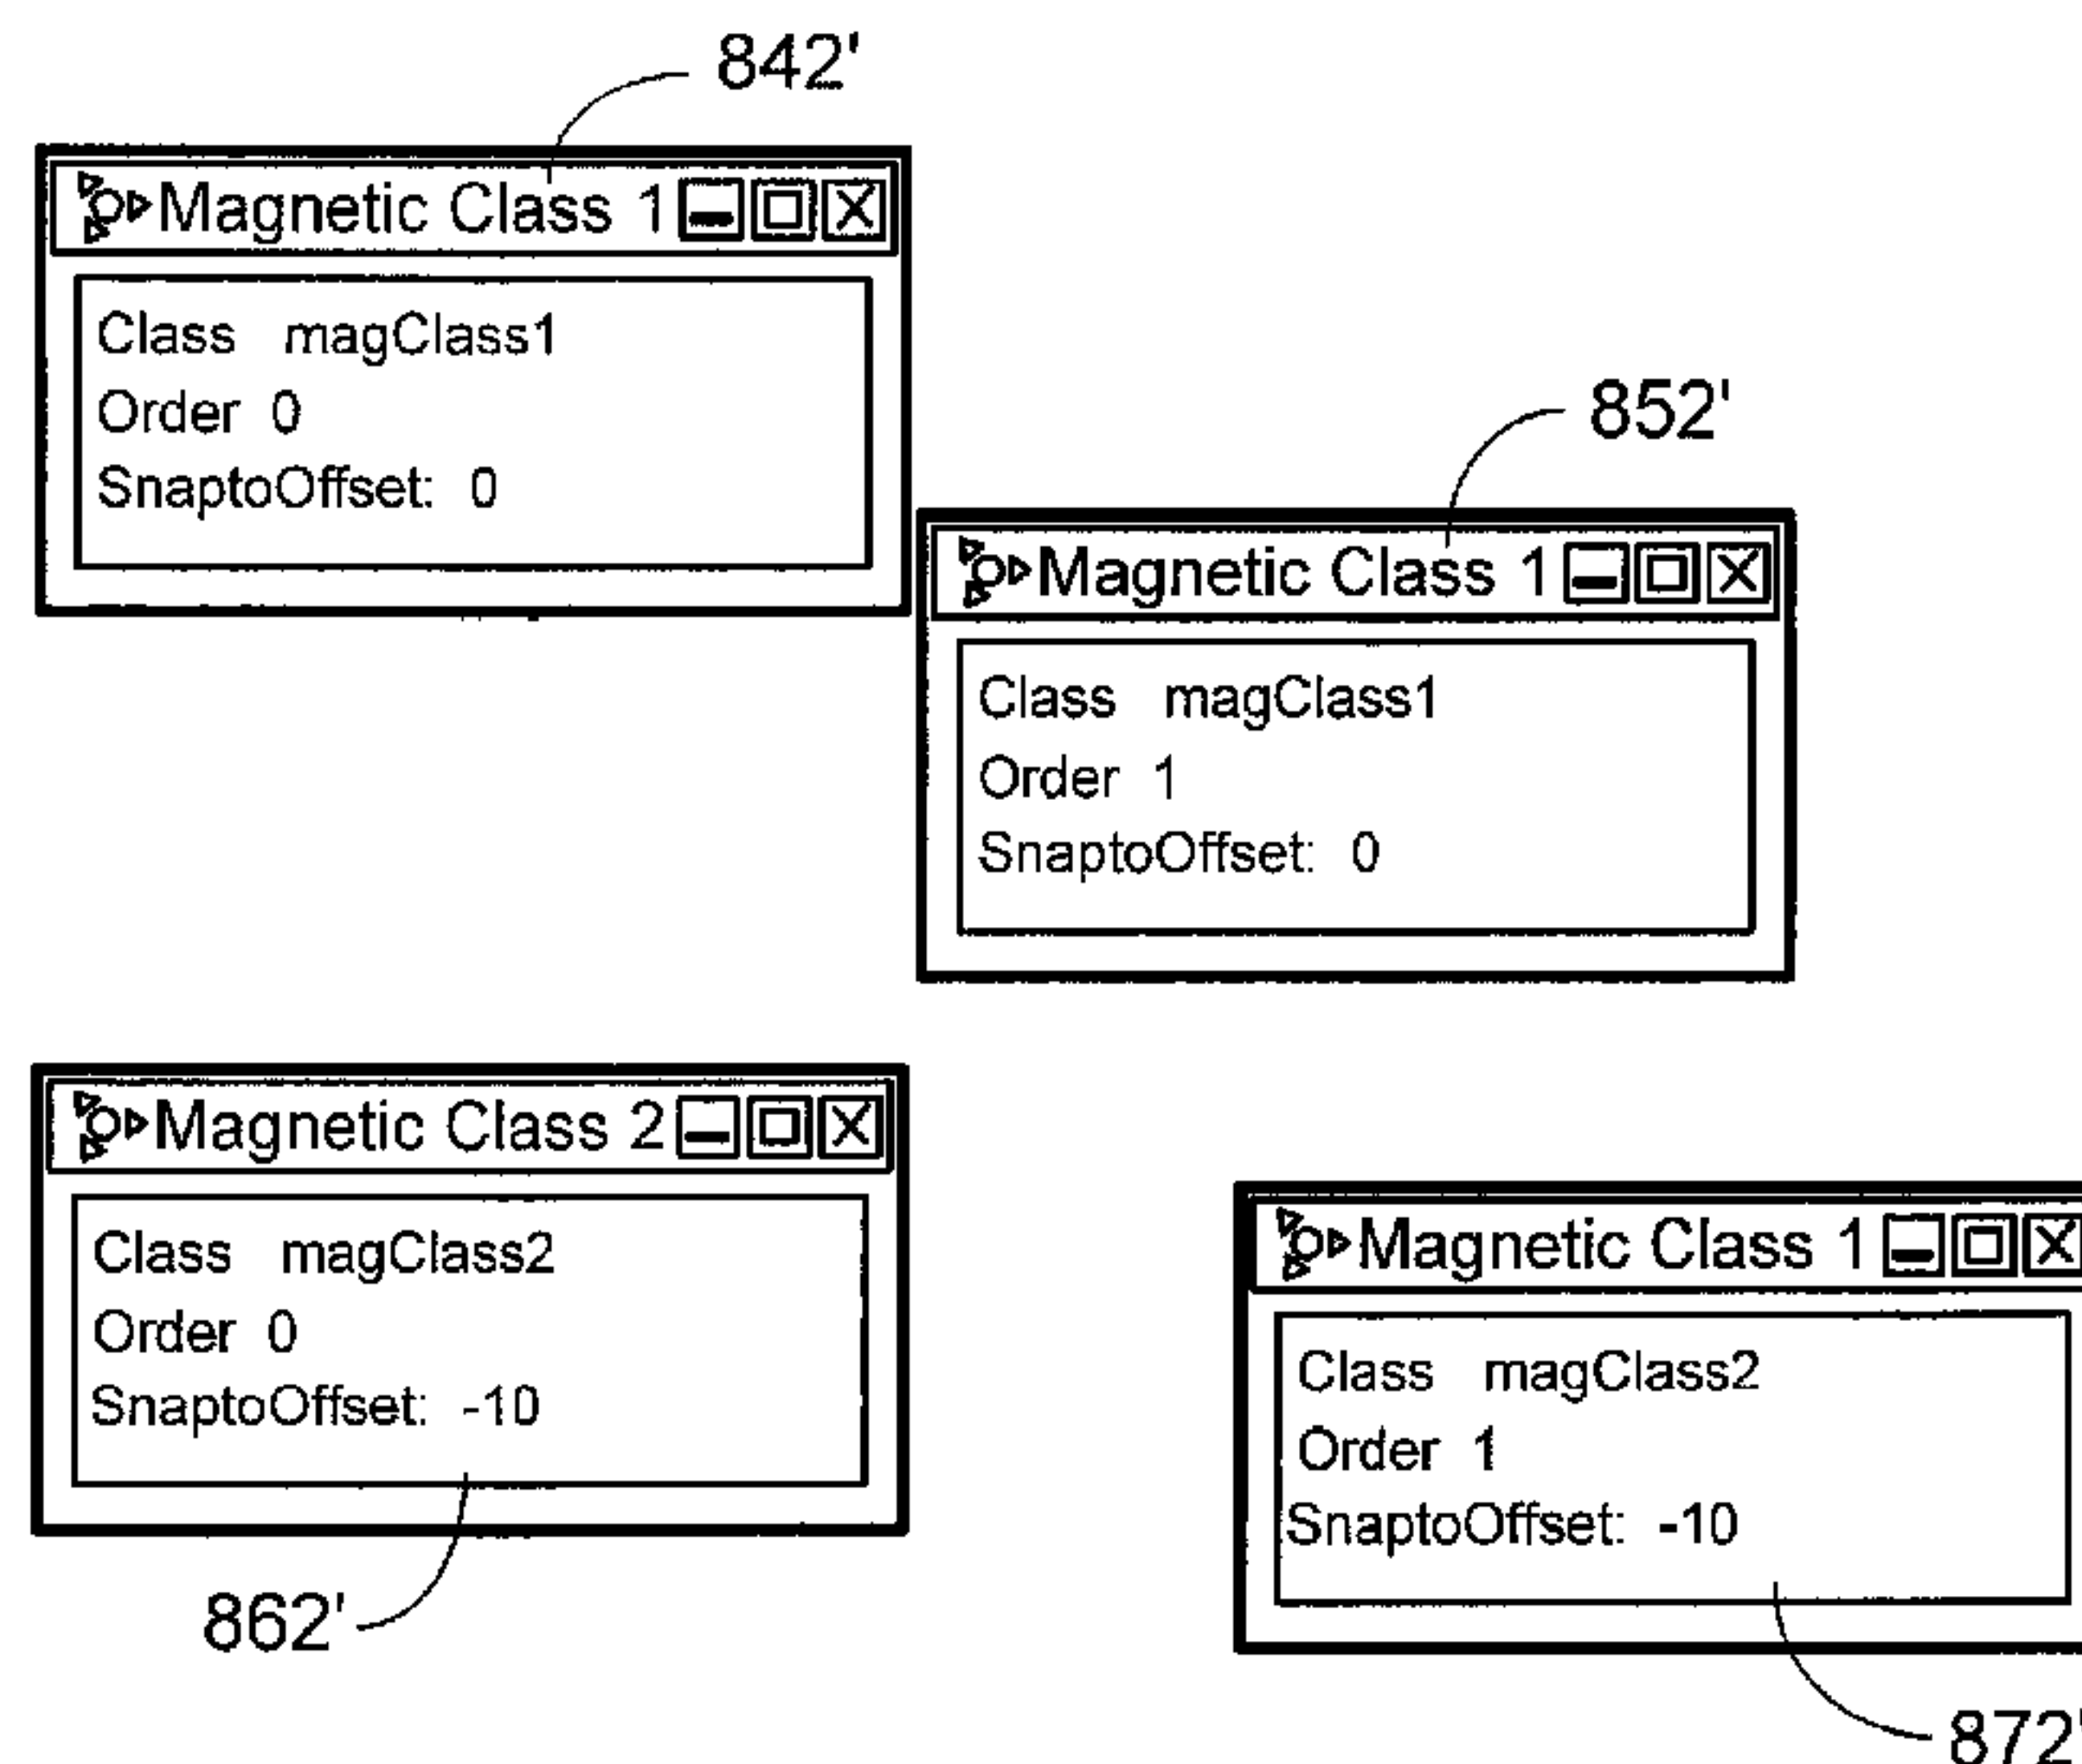 842'
Magnetic Class 1
Class magClass1
Order 0
SnaptoOffset: 0
852'
Magnetic Class 1
Class magClass1
Order 1
SnaptoOffset: 0
Magnetic Class 2
Class magClass2
Order 0
SnaptoOffset: -10
862'
Magnetic Class 1
Class magClass2
Order 1
SnaptoOffset: -10
872'